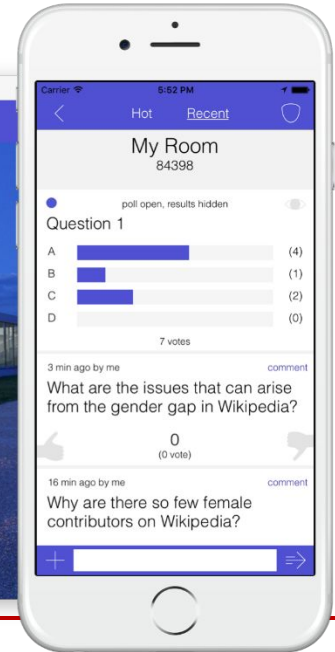 Carrier 5:52 PM
Hot Recent
My Room
84398
poll open, results hidden
Question 1
A (4)
B (1)
C (2)
D (0)
7 votes
3 min ago by me comment
What are the issues that can arise
from the gender gap in Wikipedia?
0
(0 vote)
16 min ago by me comment
Why are there so few female
contributors on Wikipedia?